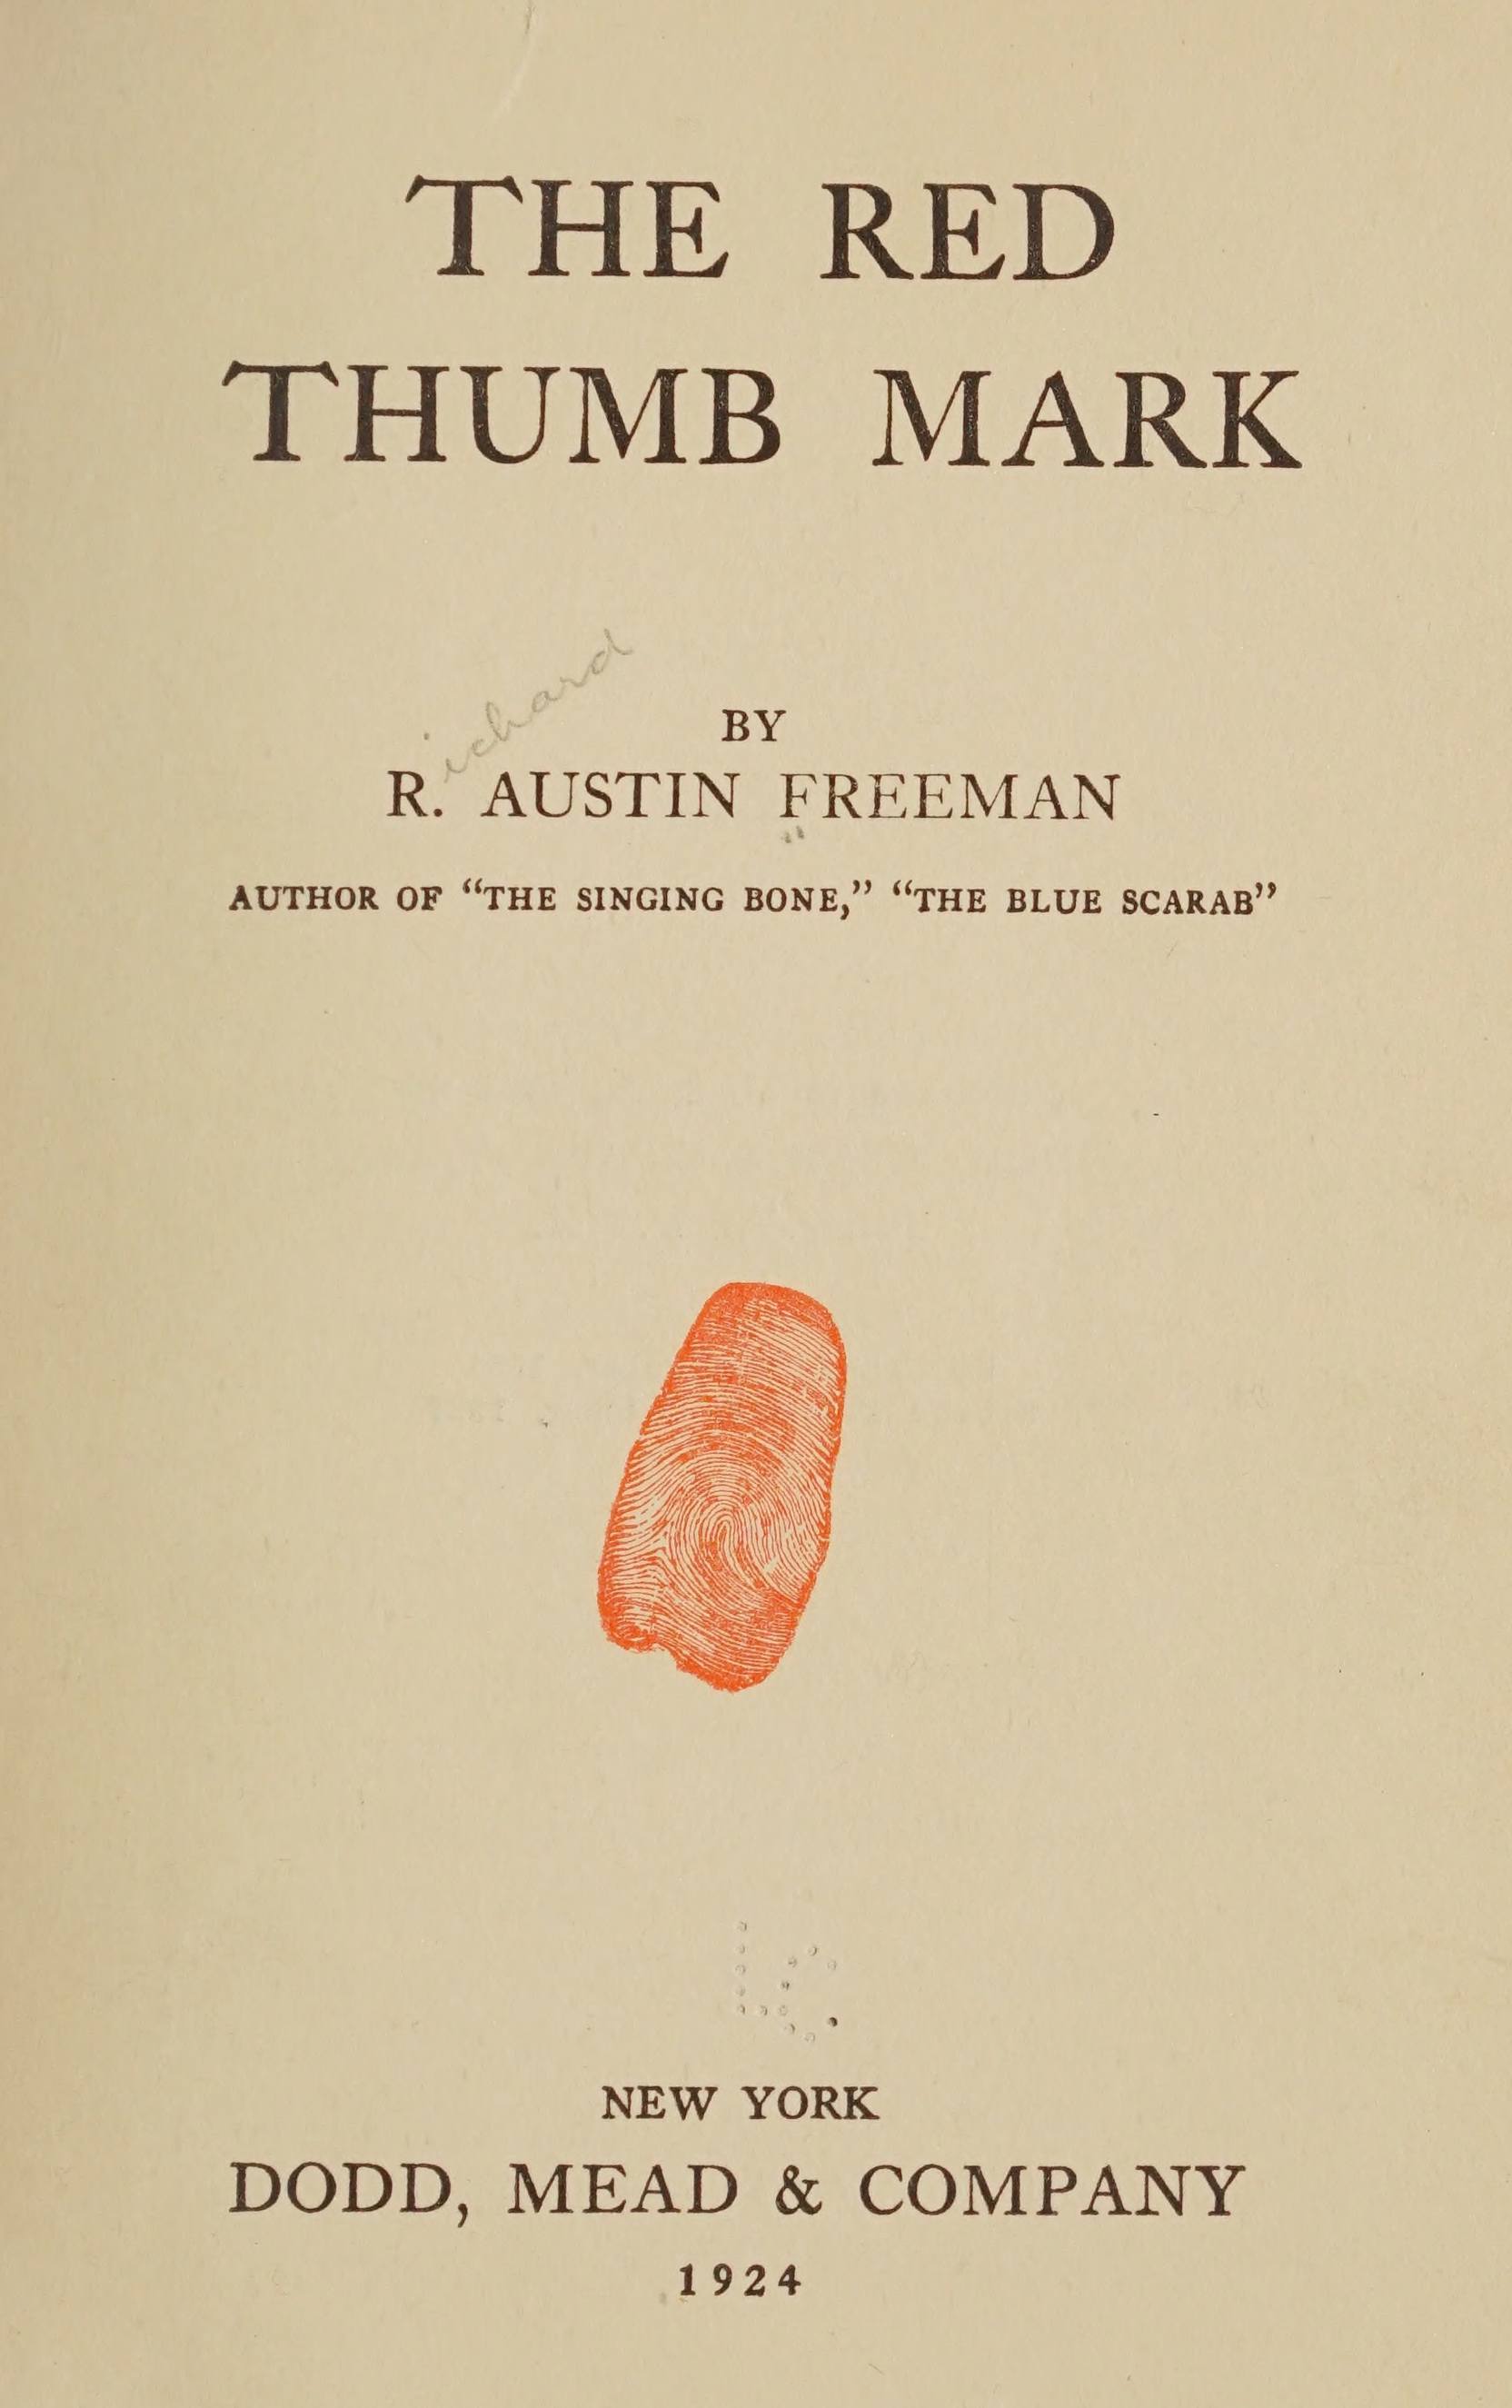 THE RED
THUMB MARK
ichard
BY
R. AUSTIN FREEMAN
AUTHOR OF “THE SINGING BONE,” “THE BLUE SCARAB”
NEW YORK
DODD, MEAD & COMPANY
1924